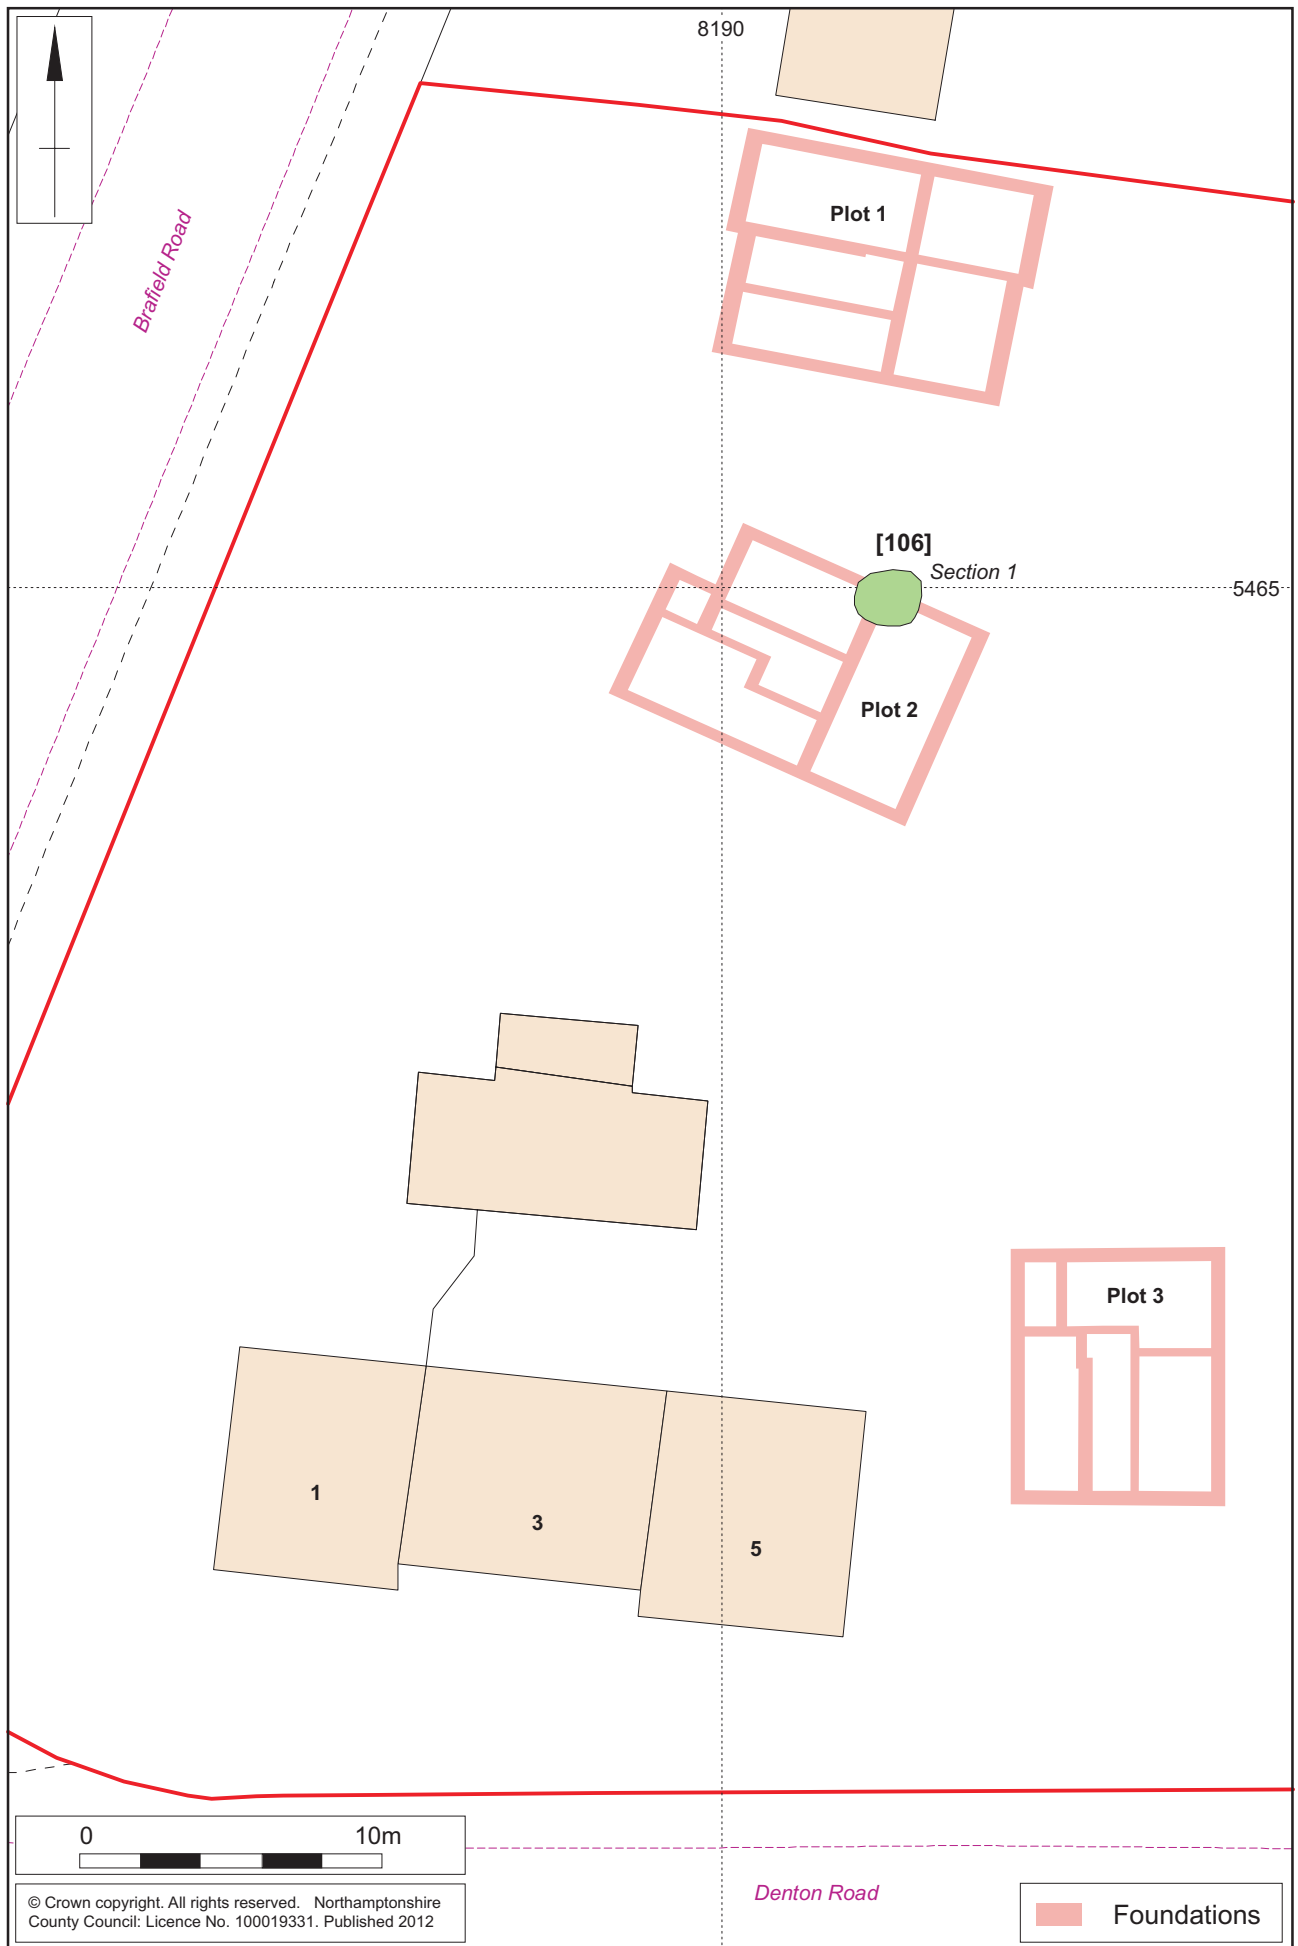 8190
Brafield Road
Plot 1
[106]
Section 1
5465
Plot 2
Plot 3
1
3
5
0 10m
© Crown copyright. All rights reserved. Northamptonshire
County Council: Licence No. 100019331. Published 2012
Denton Road
Foundations